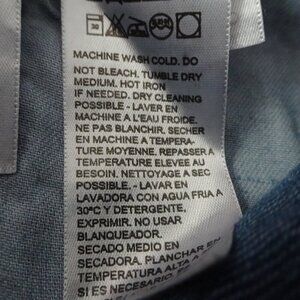 MACHINE WASH COLD. DO
NOT BLEACH. TUMBLE DRY
MEDIUM. HOT IRON
IF NEEDED. DRY CLEANING
POSSIBLE - LAVER EN
MACHINE A L'EAU FROIDE.
NE PAS BLANCHIR. SECHER
EN MACHINE A TEMPERA-
TURE MOYENNE. REPASSER A
TEMPERATURE ELEVEE AU
BESOIN. NETTOYAGE A SEC
POSSIBLE. - LAVAR EN
LAVADORA CON AGUA FRIA A
30ºC Y DETERGENTE.
EXPRIMIR. NO USAR
BLANQUEADOR.
SECADO MEDIO EN
SECADORA. PLANCHAR EN
TEMPERATURA ALTA A
SI ES NECESARIO.